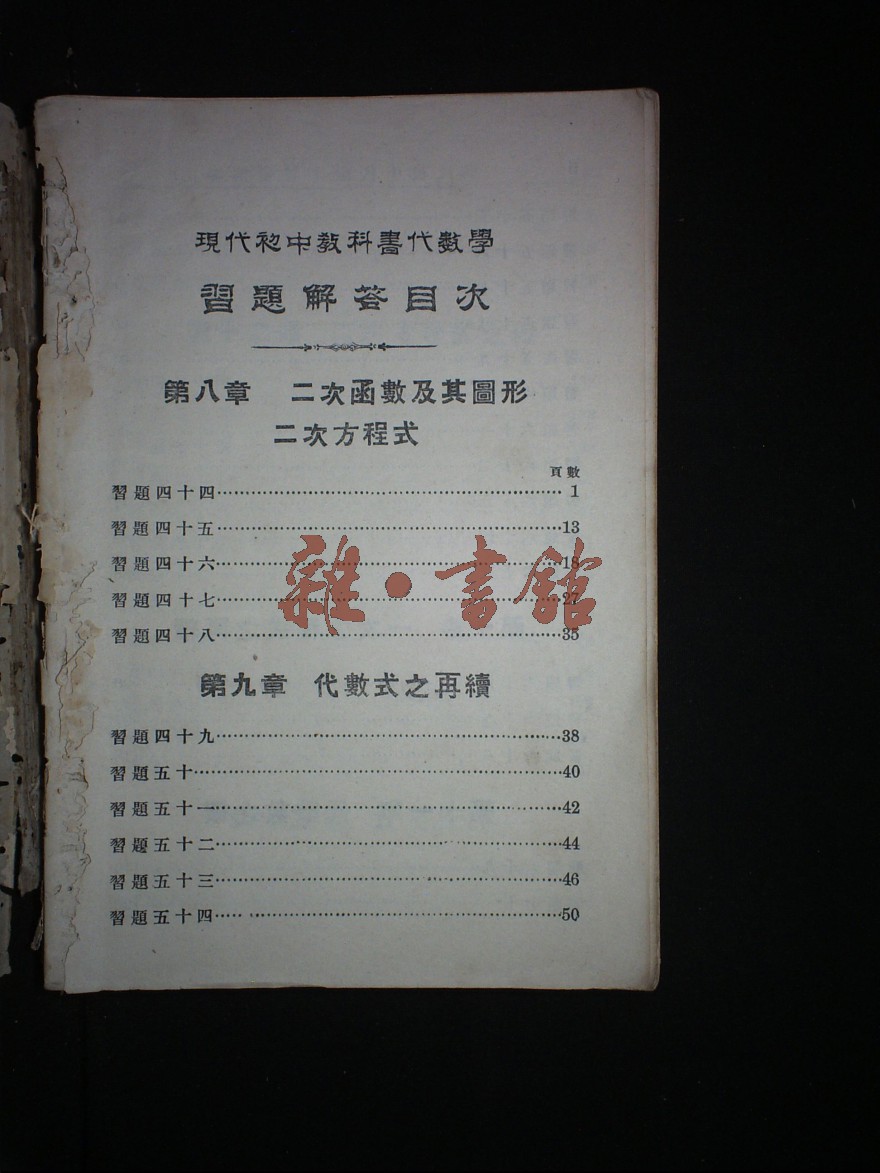 現代初中教科書代數學
習題解答目次
第八章 二次函數及其圖形
二次方程式
頁數
習題四十四……1
習題四十五……13
習題四十六……18
習題四十七……27
習題四十八……35
雜·書館
第九章 代數式之再續
習題四十九……38
習題五十……40
習題五十一……42
習題五十二……44
習題五十三……46
習題五十四……50